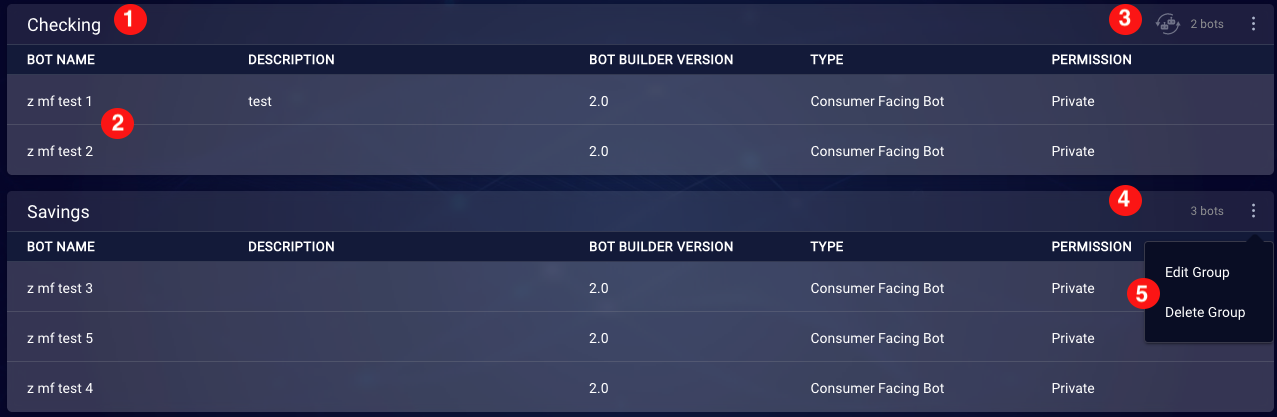 Checking 1 3 2 bots
BOT NAME DESCRIPTION BOT BUILDER VERSION TYPE PERMISSION
z mf test 1 test 2.0 Consumer Facing Bot Private
2
z mf test 2 2.0 Consumer Facing Bot Private
Savings 4 3 bots
BOT NAME DESCRIPTION BOT BUILDER VERSION TYPE PERMISSION
Edit Group
z mf test 3 2.0 Consumer Facing Bot Private 5
Delete Group
z mf test 5 2.0 Consumer Facing Bot Private
z mf test 4 2.0 Consumer Facing Bot Private